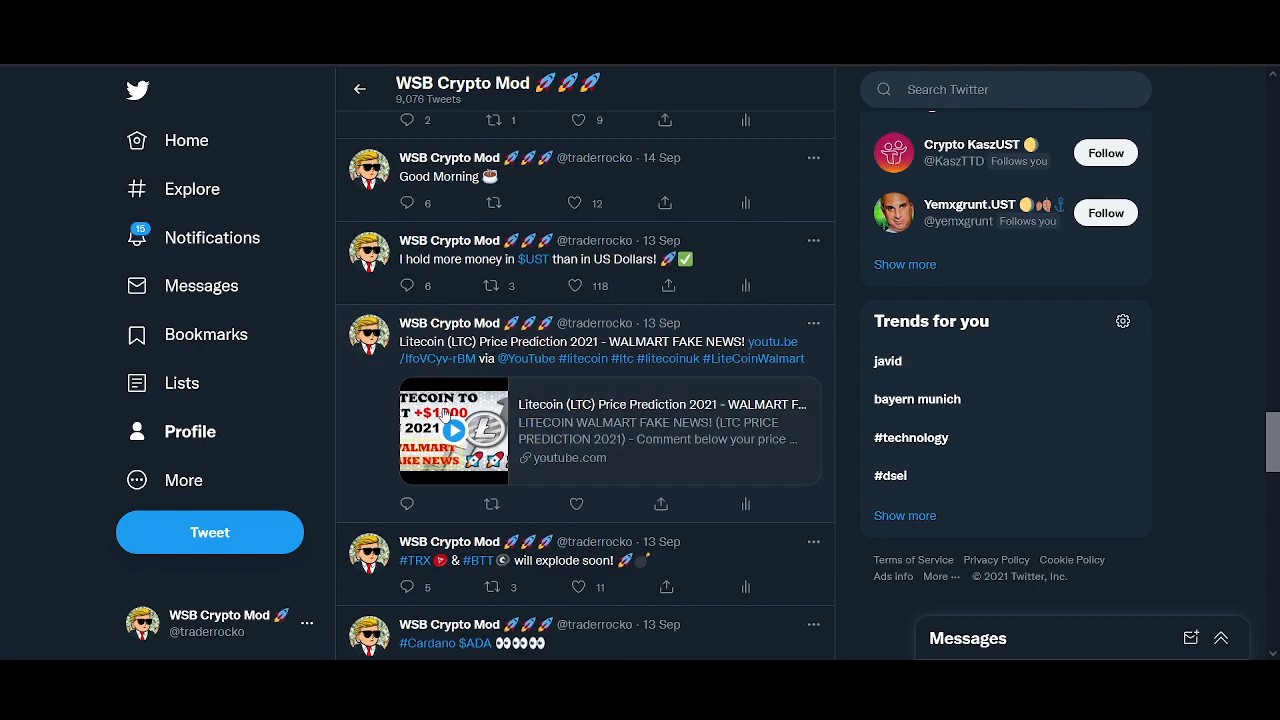 WSB Crypto Mod 🚀🚀🚀
9,076 Tweets
Home
Explore
15
Notifications
Messages
Bookmarks
Lists
Profile
More
Tweet
WSB Crypto Mod 🚀
@traderrocko
2 1 9
WSB Crypto Mod 🚀🚀🚀 @traderrocko · 14 Sep
Good Morning ☕
6 12
WSB Crypto Mod 🚀🚀🚀 @traderrocko · 13 Sep
I hold more money in $UST than in US Dollars! 🚀✅
6 3 118
WSB Crypto Mod 🚀🚀🚀 @traderrocko · 13 Sep
Litecoin (LTC) Price Prediction 2021 - WALMART FAKE NEWS! youtu.be
/IfoVCyv-rBM via @YouTube #litecoin #ltc #litecoinuk #LiteCoinWalmart
TECOIN TO
2021
WALMART
KE NEWS 🚀🚀
Litecoin (LTC) Price Prediction 2021 - WALMART F...
LITECOIN WALMART FAKE NEWS! (LTC PRICE
PREDICTION 2021) - Comment below your price ...
youtube.com
WSB Crypto Mod 🚀🚀🚀 @traderrocko · 13 Sep
#TRX & #BTT will explode soon! 🚀💣
5 3 11
WSB Crypto Mod 🚀🚀🚀 @traderrocko · 13 Sep
#Cardano $ADA 👀👀👀
Search Twitter
Crypto KaszUST 🌔
@KaszTTD Follows you
Follow
Yemxgrunt.UST
@yemxgrunt Follows you
Follow
Show more
Trends for you
javid
bayern munich
#technology
#dsei
Show more
Terms of Service Privacy Policy Cookie Policy
Ads info More ··· © 2021 Twitter, Inc.
Messages